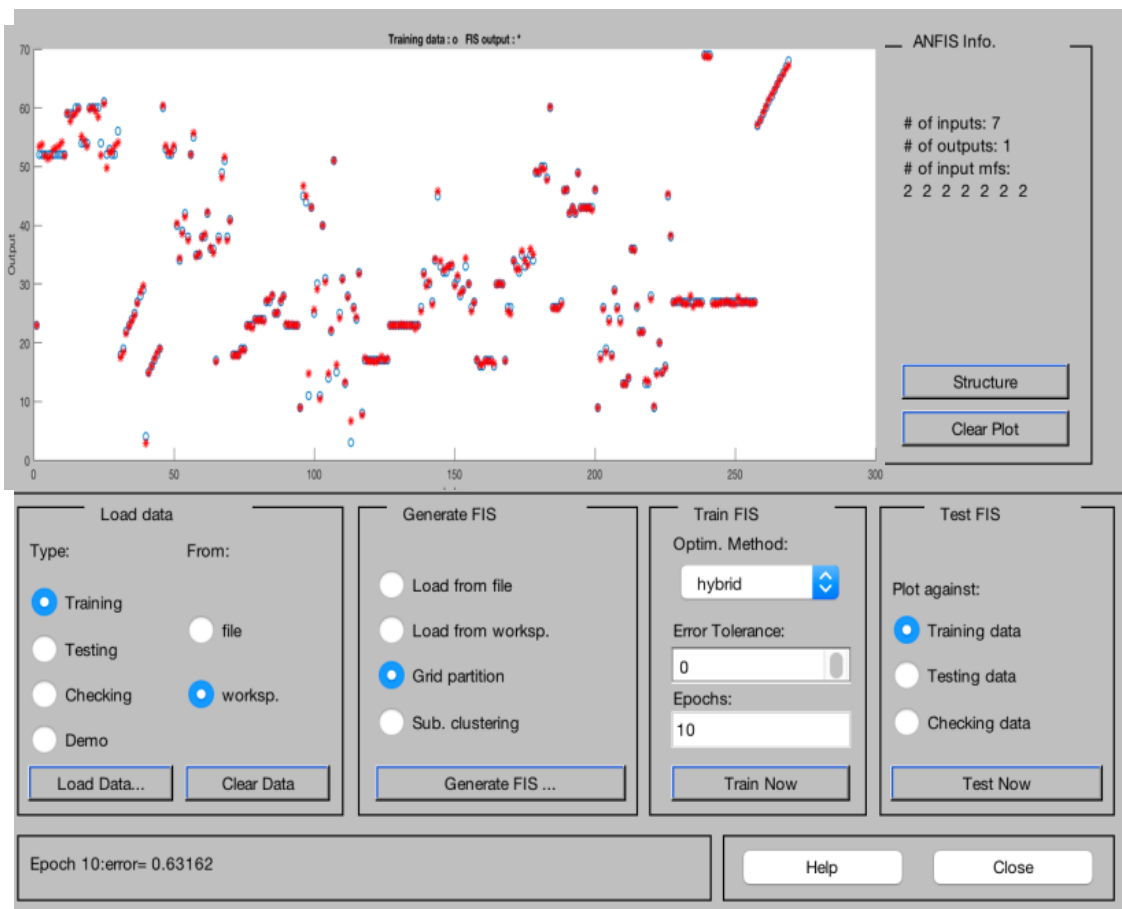 Training data : o FIS output : *
70
60
50
40
30
20
10
0
Output
0 50 100 150 200 250 300
ANFIS Info.
# of inputs: 7
# of outputs: 1
# of input mfs:
2 2 2 2 2 2 2
Structure
Clear Plot
Load data
Type: From:
Training
file
Testing
Checking
worksp.
Demo
Load Data...
Clear Data
Generate FIS
Load from file
Load from worksp.
Grid partition
Sub. clustering
Generate FIS ...
Train FIS
Optim. Method:
hybrid
Error Tolerance:
0
Epochs:
10
Train Now
Test FIS
Plot against:
Training data
Testing data
Checking data
Test Now
Epoch 10:error= 0.63162
Help
Close